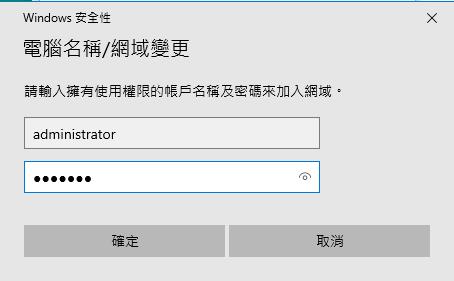 Windows 安全性
電腦名稱/網域變更
請輸入擁有使用權限的帳戶名稱及密碼來加入網域。
administrator
●●●●●●●
確定
取消